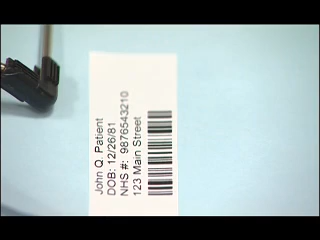 John Q. Patient
DOB: 12/26/81
NHS #: 9876543210
123 Main Street